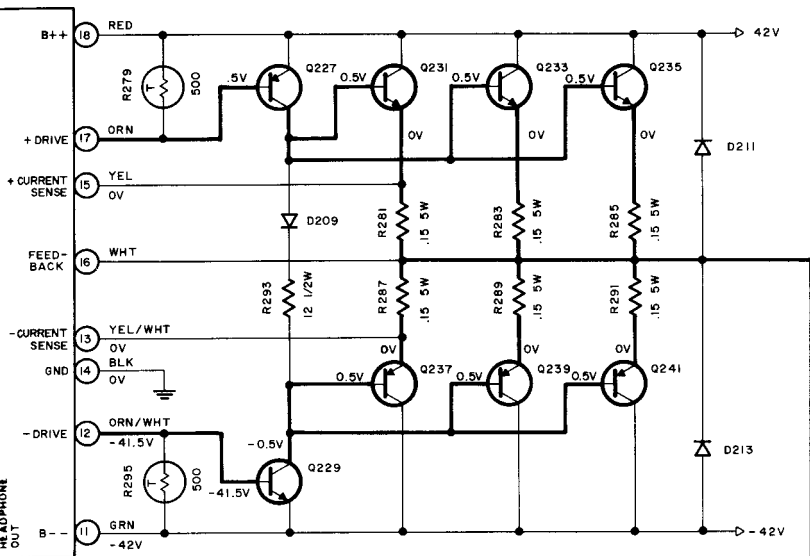 B++ 18 RED
42V
R279
500
.5V
Q227
0.5V
Q231
0.5V
Q233
0.5V
Q235
+DRIVE 17 ORN
0V
0V
0V
+CURRENT SENSE 15 YEL
0V
D209
R281
.15 5W
R283
.15 5W
R285
.15 5W
D211
FEED-
BACK 16 WHT
R293
12 1/2W
R287
.15 5W
R289
.15 5W
R291
.15 5W
-CURRENT SENSE 13 YEL/WHT
0V
GND 14 BLK
0V
0V
0V
0V
0.5V
Q237
0.5V
Q239
0.5V
Q241
-DRIVE 12 ORN/WHT
-41.5V
-0.5V
R295
500
-41.5V
Q229
D213
HEADPHONE
OUT
B-- 11 GRN
-42V
-42V